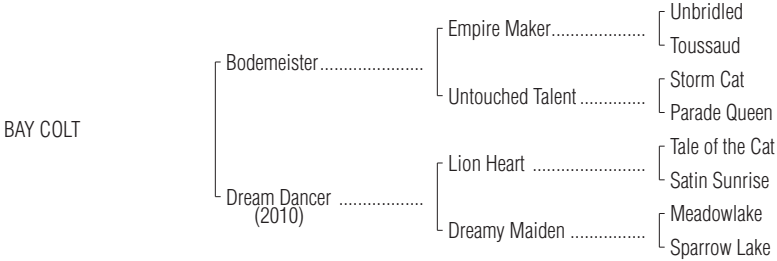 Unbridled
Empire Maker.....................
Toussaud
Bodemeister......................
Storm Cat
Untouched Talent ..............
Parade Queen
BAY COLT
Tale of the Cat
Lion Heart ........................
Satin Sunrise
Dream Dancer ..................
(2010)
Meadowlake
Dreamy Maiden ................
Sparrow Lake